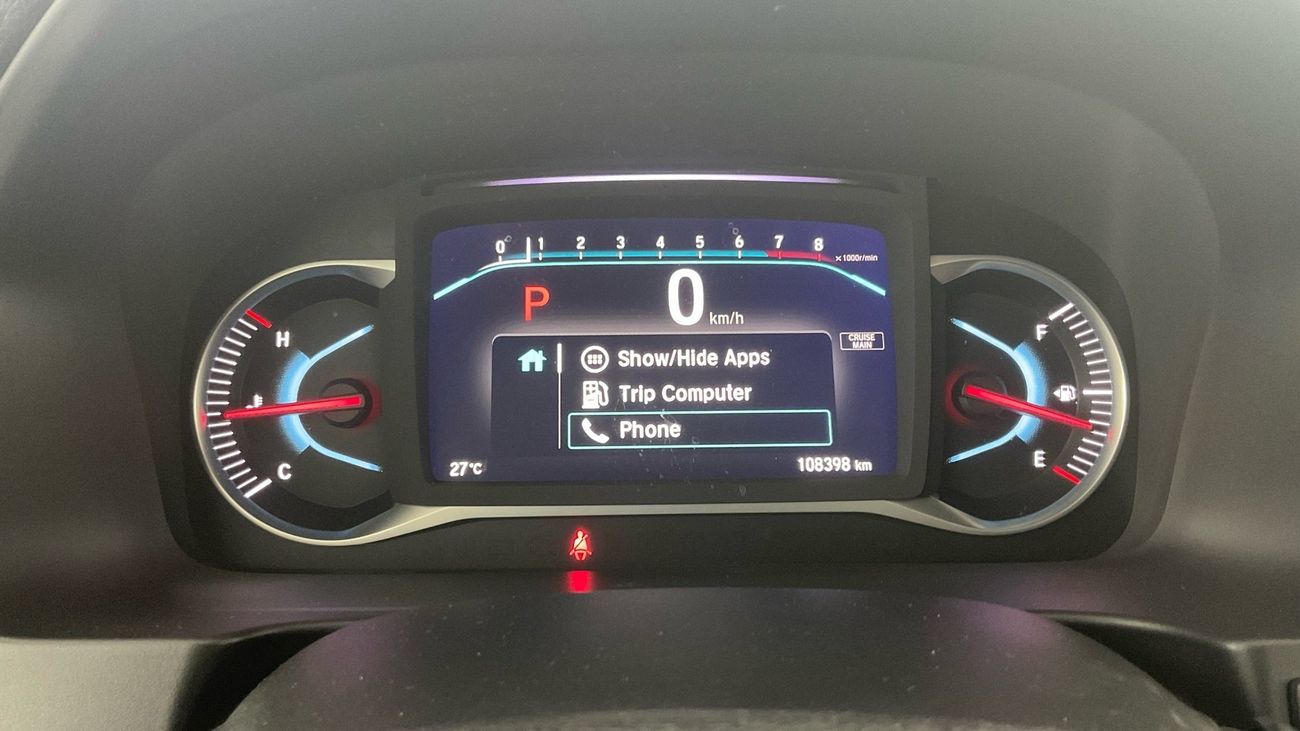 0 1 2 3 4 5 6 7 8 ×1000r/min
P 0 km/h
H
F
CRUISE
MAIN
Show/Hide Apps
Trip Computer
Phone
C
E
27°C
108398 km